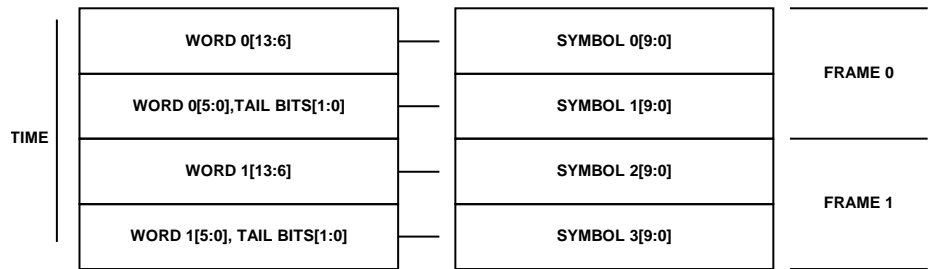 WORD 0[13:6]
SYMBOL 0[9:0]
FRAME 0
WORD 0[5:0],TAIL BITS[1:0]
SYMBOL 1[9:0]
TIME
WORD 1[13:6]
SYMBOL 2[9:0]
FRAME 1
WORD 1[5:0], TAIL BITS[1:0]
SYMBOL 3[9:0]